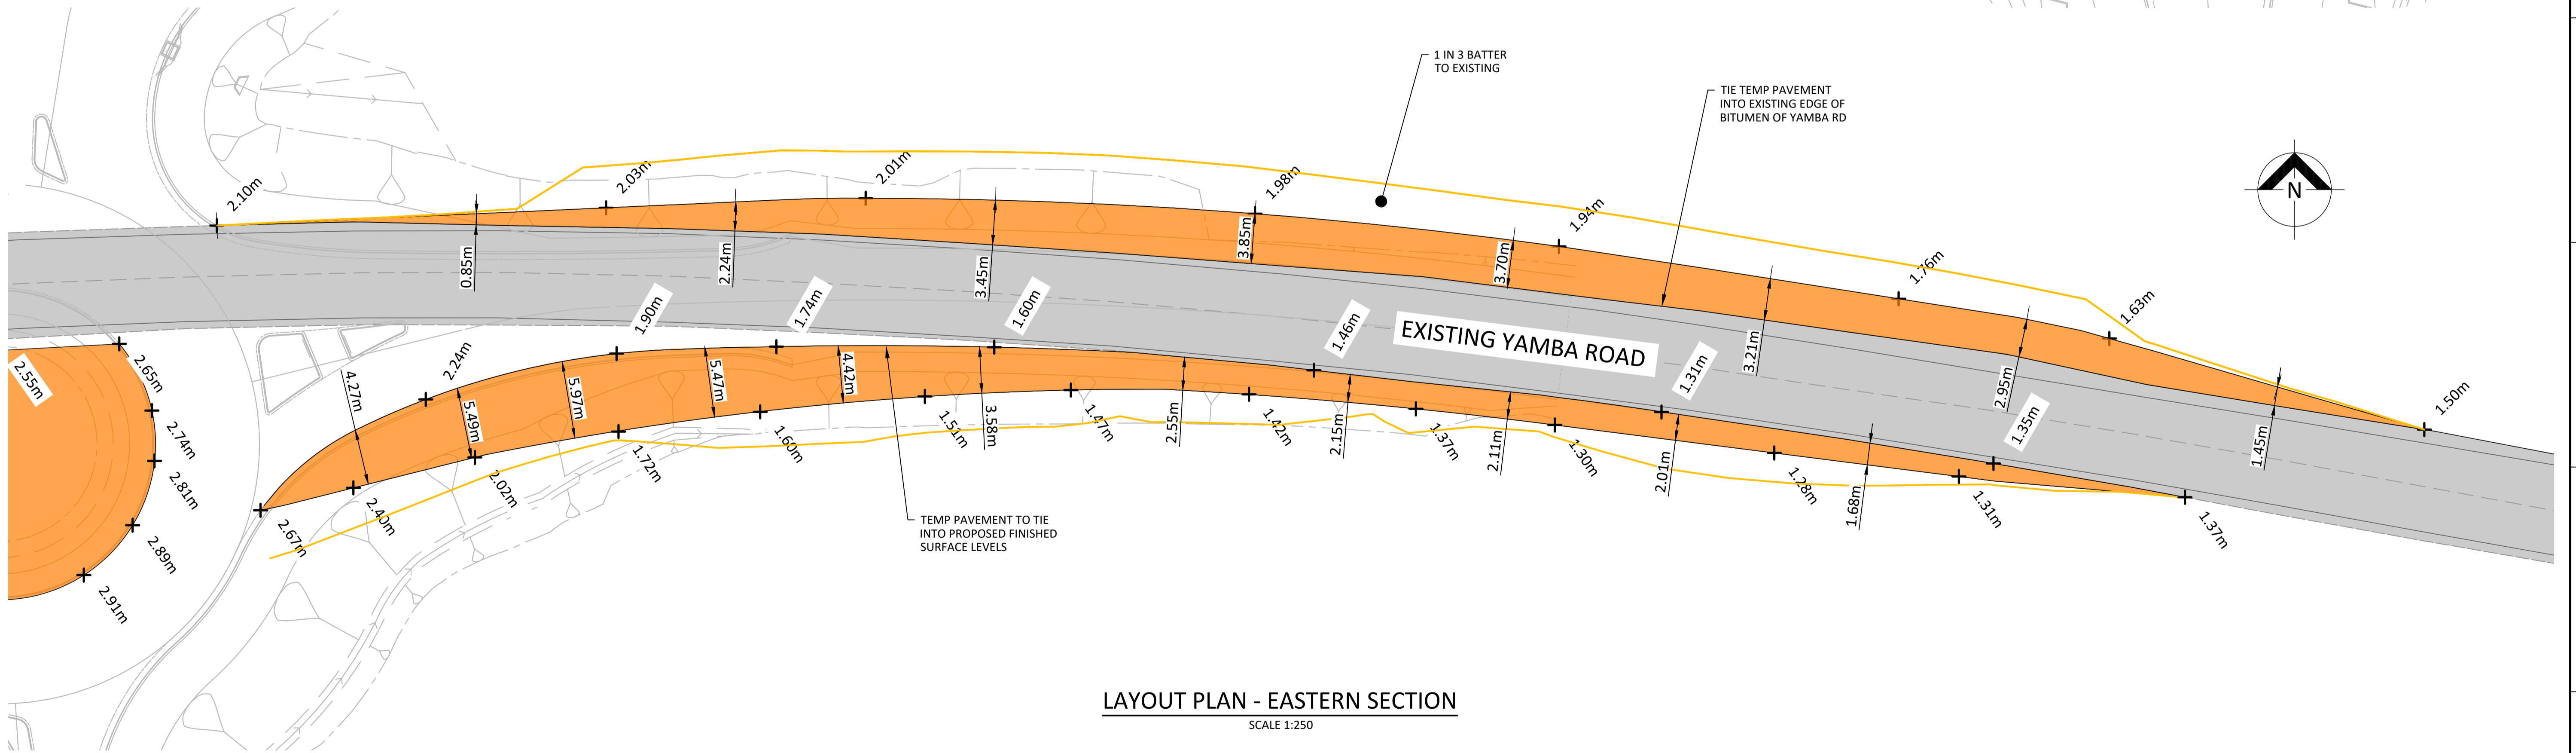 1 IN 3 BATTER
TO EXISTING
TIE TEMP PAVEMENT
INTO EXISTING EDGE OF
BITUMEN OF YAMBA RD
2.10m
2.03m
2.01m
1.98m
1.94m
1.76m
1.63m
1.50m
N
0.85m
2.24m
3.45m
3.85m
3.70m
3.21m
2.95m
1.45m
1.90m
1.74m
1.60m
1.46m
EXISTING YAMBA ROAD
1.31m
1.35m
2.55m
2.65m
2.74m
2.81m
2.89m
2.91m
4.27m
2.24m
5.49m
5.97m
5.47m
4.42m
3.58m
2.55m
2.15m
2.11m
2.01m
1.68m
2.67m
2.40m
2.02m
1.72m
1.60m
1.51m
1.47m
1.42m
1.37m
1.30m
1.28m
1.31m
1.37m
TEMP PAVEMENT TO TIE
INTO PROPOSED FINISHED
SURFACE LEVELS
LAYOUT PLAN - EASTERN SECTION
SCALE 1:250